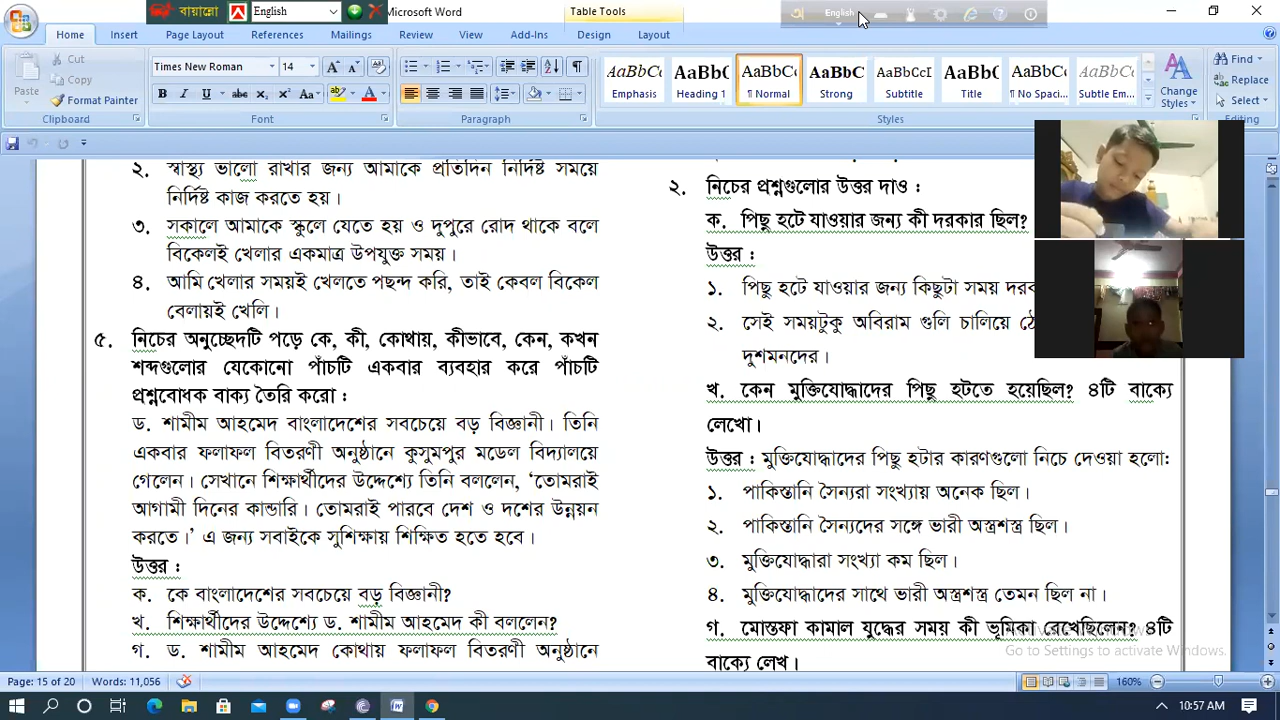 বায়ান্নো
English
Microsoft Word
Table Tools
English
Home
Insert
Page Layout
References
Mailings
Review
View
Add-Ins
Design
Layout
Paste
Cut
Copy
Format Painter
Clipboard
Times New Roman
14
Font
Paragraph
AaBbCc
Emphasis
AaBbC
Heading 1
AaBbC
¶ Normal
AaBbC
Strong
AaBbCcI
Subtitle
AaBbC
Title
AaBbCc
¶ No Spaci...
AaBbCc
Subtle Em...
Change Styles
Styles
Find
Replace
Select
Editing
২. স্বাস্থ্য ভালো রাখার জন্য আমাকে প্রতিদিন নির্দিষ্ট সময়ে
নির্দিষ্ট কাজ করতে হয়।
৩. সকালে আমাকে স্কুলে যেতে হয় ও দুপুরে রোদ থাকে বলে
বিকেলই খেলার একমাত্র উপযুক্ত সময়।
৪. আমি খেলার সময়ই খেলতে পছন্দ করি, তাই কেবল বিকেল
বেলায়ই খেলি।
৫. নিচের অনুচ্ছেদটি পড়ে কে, কী, কোথায়, কীভাবে, কেন, কখন
শব্দগুলোর যেকোনো পাঁচটি একবার ব্যবহার করে পাঁচটি
প্রশ্নবোধক বাক্য তৈরি করো :
ড. শামীম আহমেদ বাংলাদেশের সবচেয়ে বড় বিজ্ঞানী। তিনি
একবার ফলাফল বিতরণী অনুষ্ঠানে কুসুমপুর মডেল বিদ্যালয়ে
গেলেন। সেখানে শিক্ষার্থীদের উদ্দেশ্যে তিনি বললেন, ‘তোমরাই
আগামী দিনের কান্ডারি। তোমরাই পারবে দেশ ও দশের উন্নয়ন
করতে।’ এ জন্য সবাইকে সুশিক্ষায় শিক্ষিত হতে হবে।
উত্তর :
ক. কে বাংলাদেশের সবচেয়ে বড় বিজ্ঞানী?
খ. শিক্ষার্থীদের উদ্দেশ্যে ড. শামীম আহমেদ কী বললেন?
গ. ড. শামীম আহমেদ কোথায় ফলাফল বিতরণী অনুষ্ঠানে
২. নিচের প্রশ্নগুলোর উত্তর দাও :
ক. পিছু হটে যাওয়ার জন্য কী দরকার ছিল?
উত্তর :
১. পিছু হটে যাওয়ার জন্য কিছুটা সময়
২. সেই সময়টুকু অবিরাম গুলি চালিয়ে
দুশমনদের।
খ. কেন মুক্তিযোদ্ধাদের পিছু হটতে হয়েছিল? ৪টি বাক্যে
লেখো।
উত্তর : মুক্তিযোদ্ধাদের পিছু হটার কারণগুলো নিচে দেওয়া হলো:
১. পাকিস্তানি সৈন্যরা সংখ্যায় অনেক ছিল।
২. পাকিস্তানি সৈন্যদের সঙ্গে ভারী অস্ত্রশস্ত্র ছিল।
৩. মুক্তিযোদ্ধারা সংখ্যা কম ছিল।
৪. মুক্তিযোদ্ধাদের সাথে ভারী অস্ত্রশস্ত্র তেমন ছিল না।
গ. মোস্তফা কামাল যুদ্ধের সময় কী ভূমিকা রেখেছিলেন? ৪টি
বাক্যে লেখ।
Go to Settings to activate Windows.
Page: 15 of 20
Words: 11,056
160%
10:57 AM